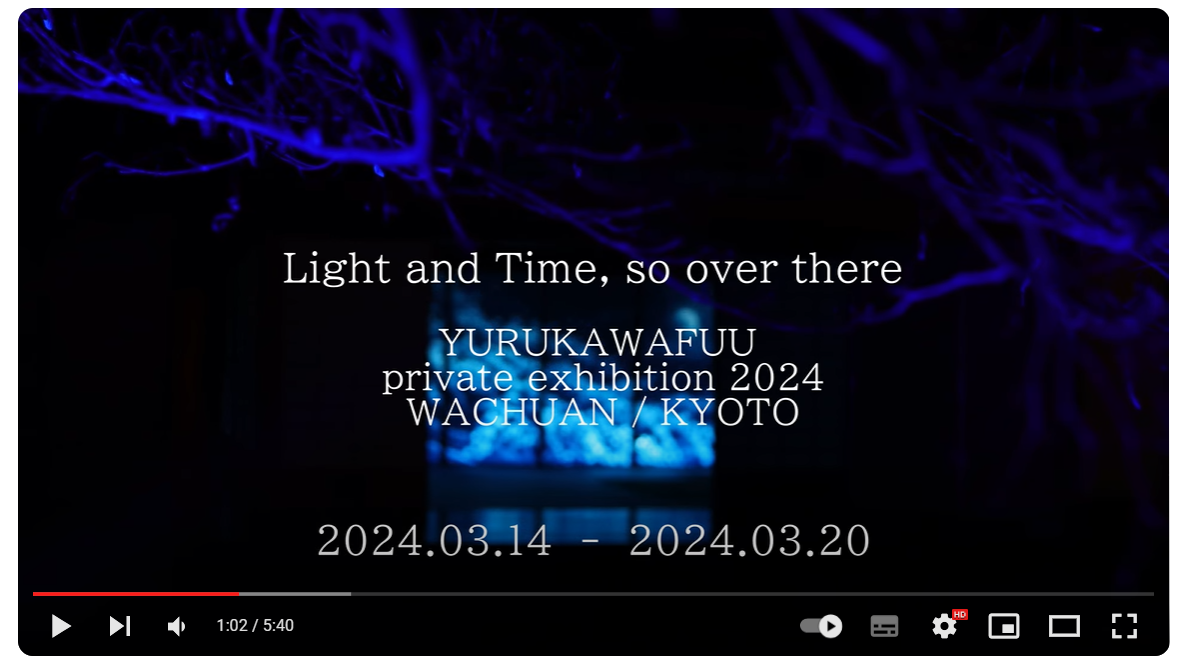 Light and Time, so over there
YURUKAWAFUU
private exhibition 2024
WACHUAN / KYOTO
2024.03.14 - 2024.03.20
1:02 / 5:40
HD